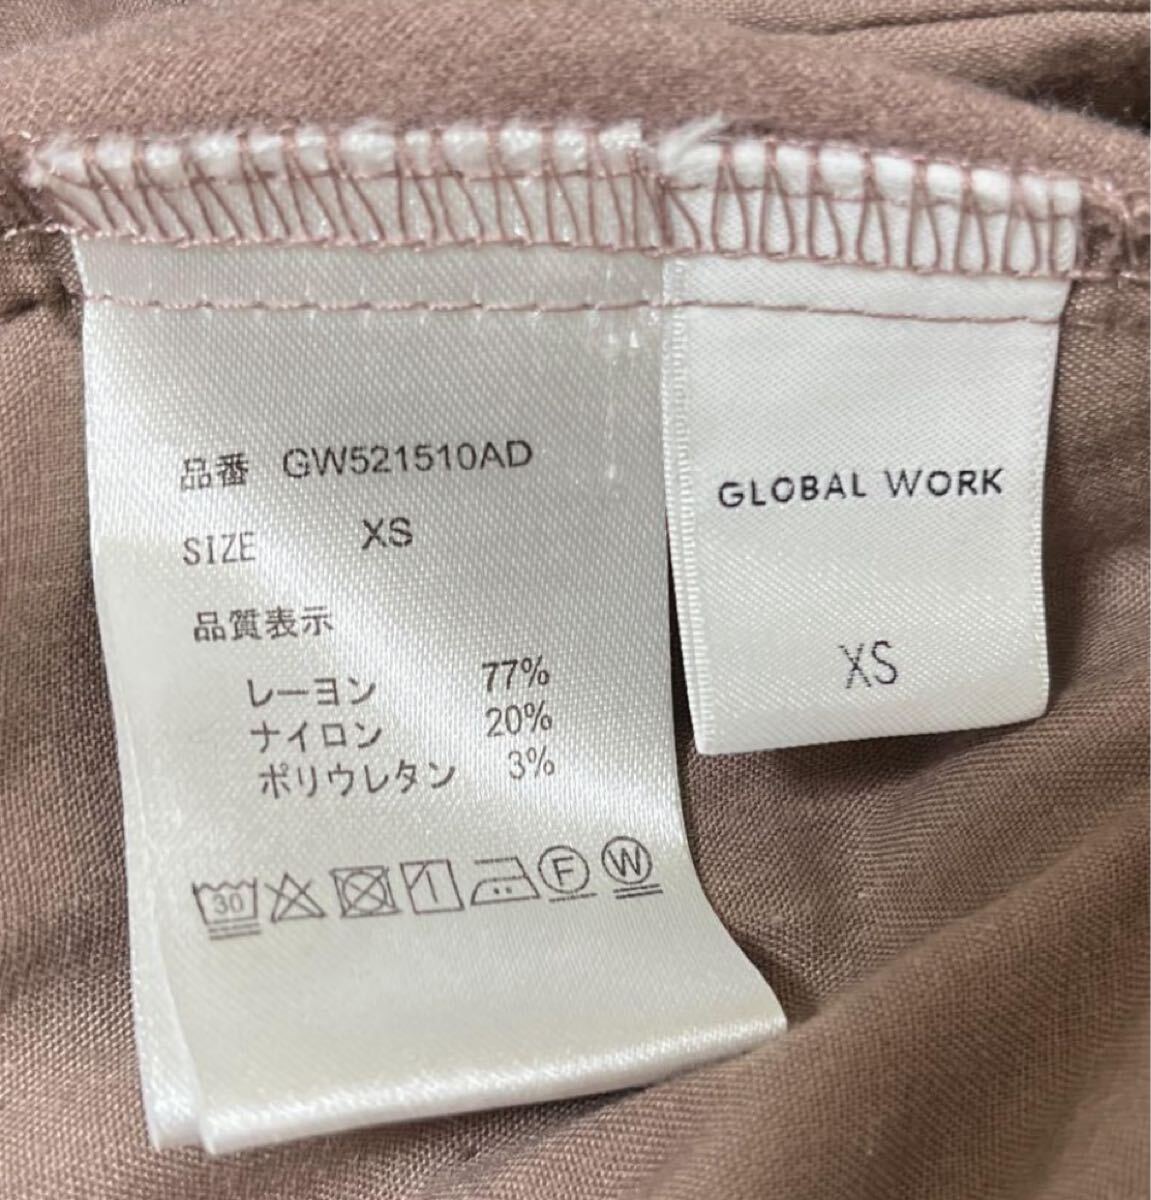 品番 GW521510AD
SIZE XS
品質表示
レーヨン 77%
ナイロン 20%
ポリウレタン 3%
30 F W
GLOBAL WORK
XS